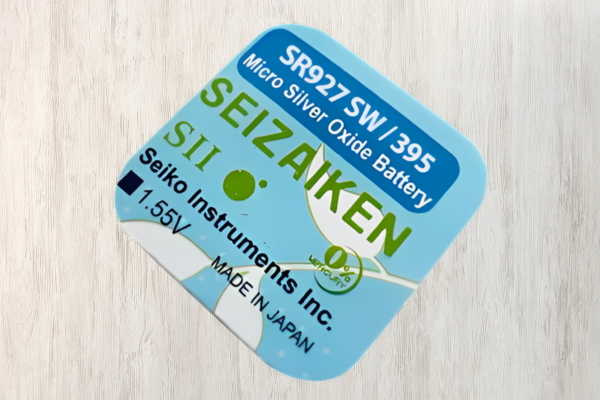 SR927 SW / 395
Micro Silver Oxide Battery
SEIZAIKEN
SII
Seiko Instruments Inc.
1.55V
0%
MERCURY
MADE IN JAPAN